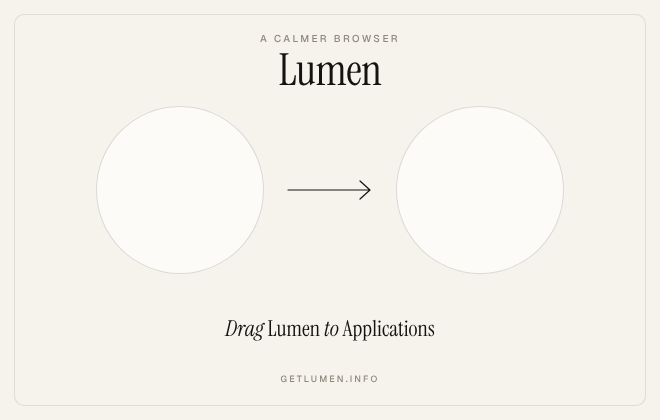 A CALMER BROWSER
Lumen
Drag Lumen to Applications
GETLUMEN.INFO